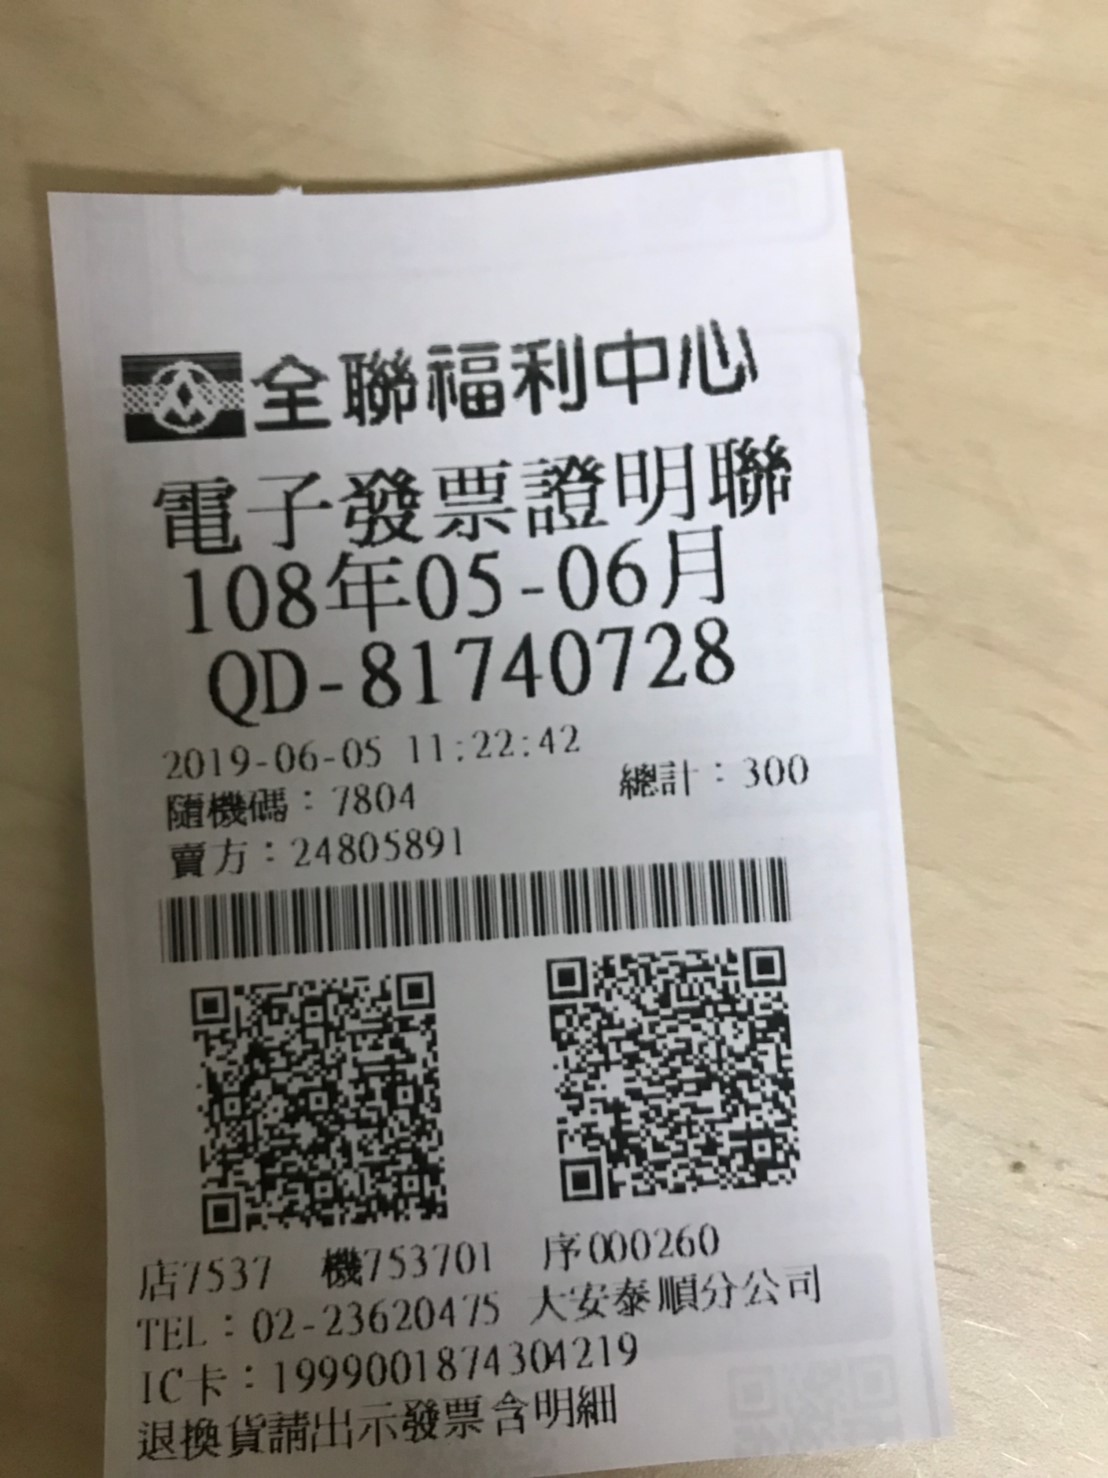 全聯福利中心
電子發票證明聯
108年05-06月
QD-81740728
2019-06-05 11:22:42
隨機碼：7804 總計：300
賣方：24805891
店7537 機753701 序000260
TEL：02-23620475 大安泰順分公司
IC卡：1999001874304219
退換貨請出示發票含明細